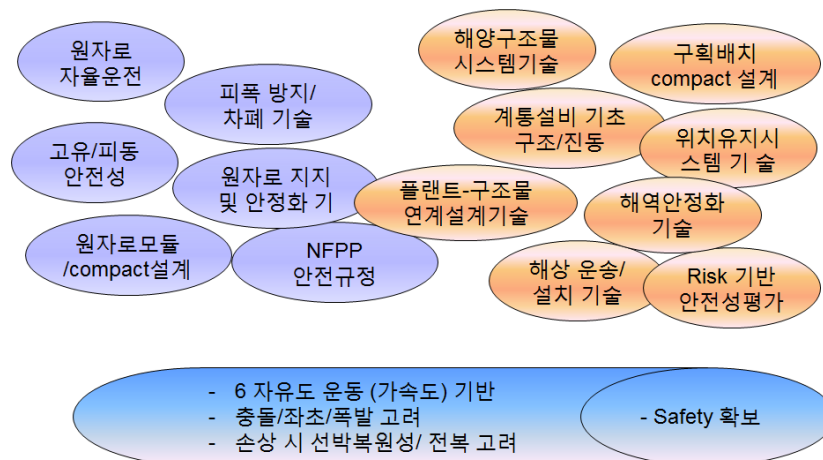 원자로
자율운전
피폭 방지/
차폐 기술
고유/피동
안전성
원자로 지지
및 안정화 기
원자로모듈
/compact설계
NFPP
안전규정
해양구조물
시스템기술
구획배치
compact 설계
계통설비 기초
구조/진동
위치유지시
스템 기 술
플랜트-구조물
연계설계기술
해역안정화
기술
해상 운송/
설치 기술
Risk 기반
안전성평가
- 6 자유도 운동 (가속도) 기반
- 충돌/좌초/폭발 고려
- 손상 시 선박복원성/ 전복 고려
- Safety 확보